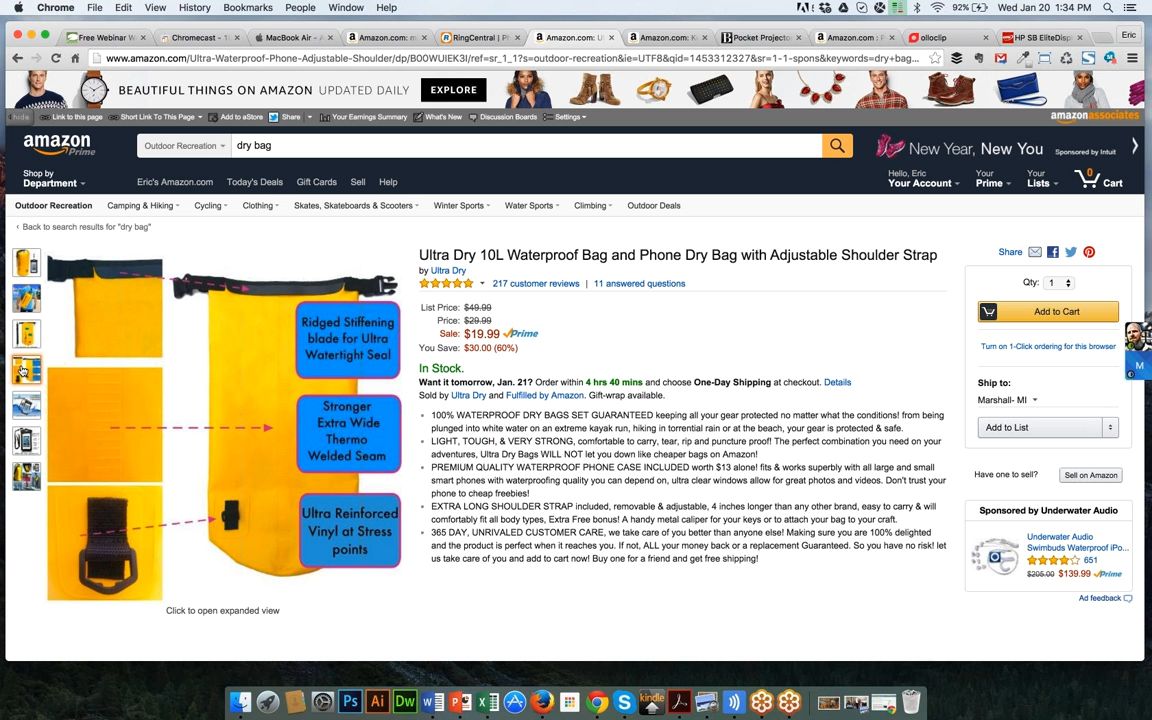 Chrome File Edit View History Bookmarks People Window Help 92% Wed Jan 20 1:34 PM
Free Webinar Chromecast - MacBook Air - Amazon.com: RingCentral | Amazon.com: Amazon.com: Pocket Projector Amazon.com: olloclip HP SB EliteDisp Eric
www.amazon.com/Ultra-Waterproof-Phone-Adjustable-Shoulder/dp/B00WUIEK3I/ref=sr_1_1?s=outdoor-recreation&ie=UTF8&qid=1453312327&sr=1-1-spons&keywords=dry+bag...
BEAUTIFUL THINGS ON AMAZON UPDATED DAILY EXPLORE
hide Link to this page Short Link To This Page Add to aStore Share Your Earnings Summary What's New Discussion Boards Settings amazonassociates
amazon Prime Outdoor Recreation dry bag New Year, New You Sponsored by Intuit
Shop by Department Eric's Amazon.com Today's Deals Gift Cards Sell Help Hello, Eric Your Account Your Prime Your Lists 0 Cart
Outdoor Recreation Camping & Hiking Cycling Clothing Skates, Skateboards & Scooters Winter Sports Water Sports Climbing Outdoor Deals
‹ Back to search results for "dry bag"
Ridged Stiffening
blade for Ultra
Watertight Seal
Stronger
Extra Wide
Thermo
Welded Seam
Ultra Reinforced
Vinyl at Stress
points
Click to open expanded view
Ultra Dry 10L Waterproof Bag and Phone Dry Bag with Adjustable Shoulder Strap
by Ultra Dry
217 customer reviews | 11 answered questions
List Price: $49.99
Price: $29.99
Sale: $19.99 Prime
You Save: $30.00 (60%)
In Stock.
Want it tomorrow, Jan. 21? Order within 4 hrs 40 mins and choose One-Day Shipping at checkout. Details
Sold by Ultra Dry and Fulfilled by Amazon. Gift-wrap available.
• 100% WATERPROOF DRY BAGS SET GUARANTEED keeping all your gear protected no matter what the conditions! from being
plunged into white water on an extreme kayak run, hiking in torrential rain or at the beach, your gear is protected & safe.
• LIGHT, TOUGH, & VERY STRONG, comfortable to carry, tear, rip and puncture proof! The perfect combination you need on your
adventures, Ultra Dry Bags WILL NOT let you down like cheaper bags on Amazon!
• PREMIUM QUALITY WATERPROOF PHONE CASE INCLUDED worth $13 alone! fits & works superbly with all large and small
smart phones with waterproofing quality you can depend on, ultra clear windows allow for great photos and videos. Don't trust your
phone to cheap freebies!
• EXTRA LONG SHOULDER STRAP included, removable & adjustable, 4 inches longer than any other brand, easy to carry & will
comfortably fit all body types, Extra Free bonus! A handy metal caliper for your keys or to attach your bag to your craft.
• 365 DAY, UNRIVALED CUSTOMER CARE, we take care of you better than anyone else! Making sure you are 100% delighted
and the product is perfect when it reaches you. If not, ALL your money back or a replacement Guaranteed. So you have no risk! let
us take care of you and add to cart now! Buy one for a friend and get free shipping!
Share
Qty: 1
Add to Cart
Turn on 1-Click ordering for this browser
Ship to:
Marshall- MI
Add to List
Have one to sell? Sell on Amazon
Sponsored by Underwater Audio
Underwater Audio
Swimbuds Waterproof iPo...
651
$205.00 $139.99 Prime
Ad feedback
M
Ps Ai Dw kindle